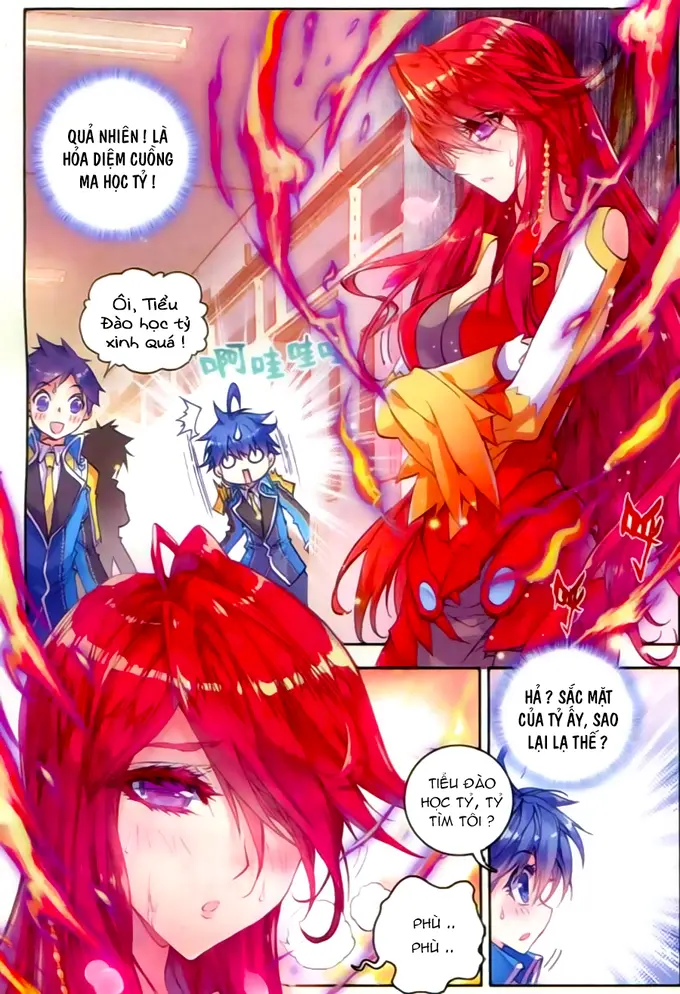 QUẢ NHIÊN ! LÀ
HỎA DIỆM CUỒNG
MA HỌC TỶ !
ÔI, TIỂU
ĐÀO HỌC TỶ
XINH QUÁ !
啊哇哇
呼
呼
HẢ ? SẮC MẶT
CỦA TỶ ẤY, SAO
LẠI LẠ THẾ ?
TIỂU ĐÀO
HỌC TỶ, TỶ
TÌM TÔI ?
PHÙ ..
PHÙ ..